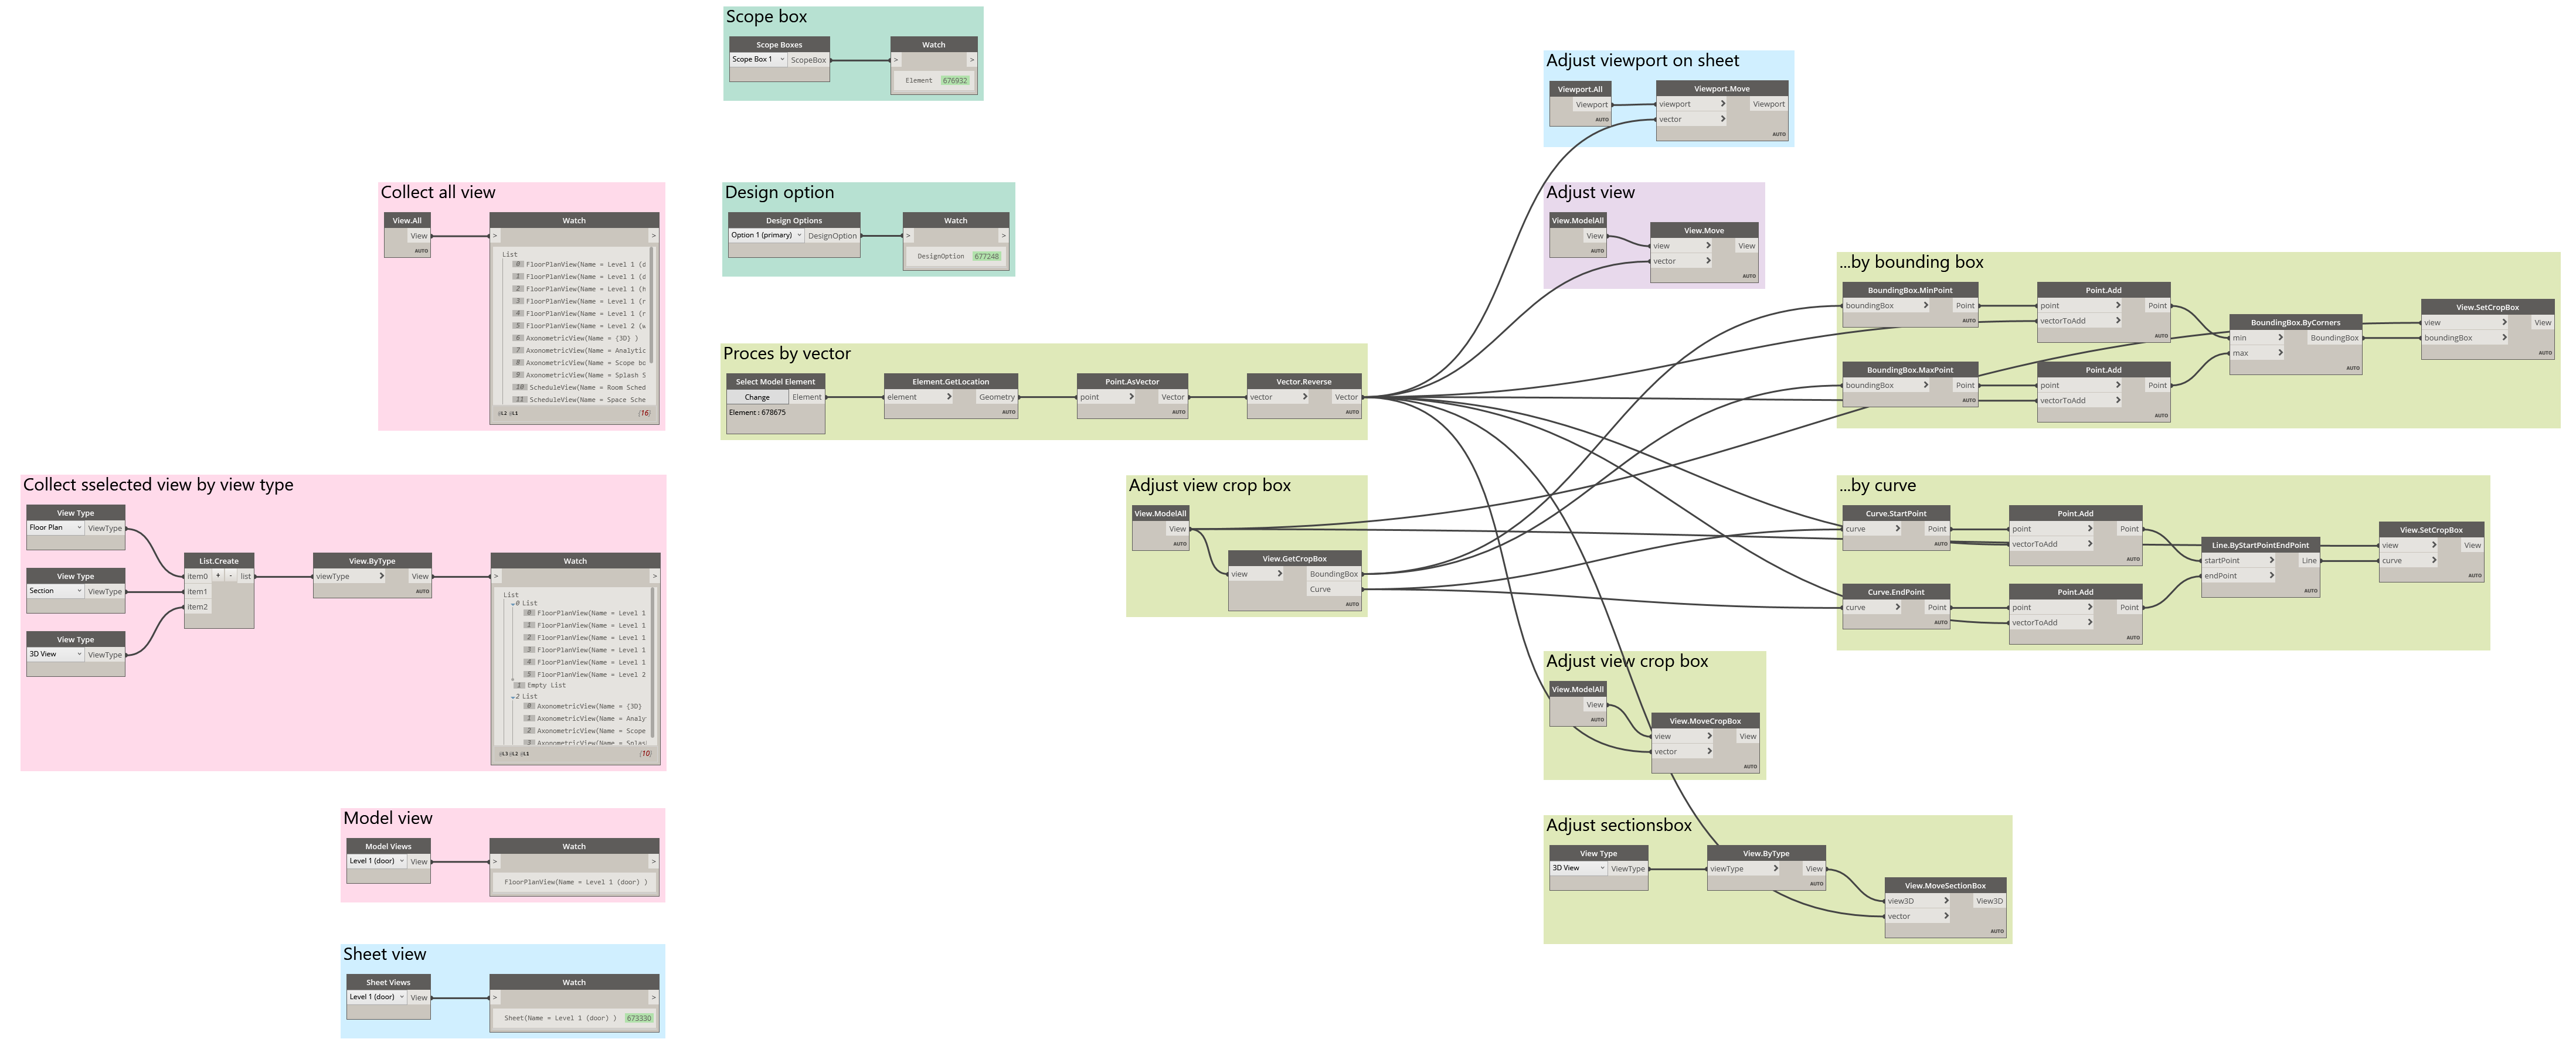 Scope box
Scope Boxes
Scope Box 1
ScopeBox
Watch
>
>
Element 676932
Adjust viewport on sheet
Viewport.All
Viewport
AUTO
Viewport.Move
viewport
Viewport
vector
AUTO
Collect all view
View.All
View
AUTO
Watch
>
>
List
0 FloorPlanView(Name = Level 1 (d
1 FloorPlanView(Name = Level 1 (d
2 FloorPlanView(Name = Level 1 (h
3 FloorPlanView(Name = Level 1 (r
4 FloorPlanView(Name = Level 1 (r
5 FloorPlanView(Name = Level 2 (w
6 AxonometricView(Name = {3D} )
7 AxonometricView(Name = Analytic
8 AxonometricView(Name = Scope bo
9 AxonometricView(Name = Splash S
10 ScheduleView(Name = Room Sched
11 ScheduleView(Name = Space Sche
@L2 @L1
{16}
Design option
Design Options
Option 1 (primary)
DesignOption
Watch
>
>
DesignOption 677248
Adjust view
View.ModelAll
View
AUTO
View.Move
view
View
vector
AUTO
Proces by vector
Select Model Element
Change
Element
Element : 678675
Element.GetLocation
element
Geometry
AUTO
Point.AsVector
point
Vector
AUTO
Vector.Reverse
vector
Vector
AUTO
...by bounding box
BoundingBox.MinPoint
boundingBox
Point
AUTO
Point.Add
point
Point
vectorToAdd
AUTO
BoundingBox.MaxPoint
boundingBox
Point
AUTO
Point.Add
point
Point
vectorToAdd
AUTO
BoundingBox.ByCorners
min
BoundingBox
max
AUTO
View.SetCropBox
view
View
boundingBox
AUTO
Collect sselected view by view type
View Type
Floor Plan
ViewType
View Type
Section
ViewType
View Type
3D View
ViewType
List.Create
item0
+
-
list
item1
item2
View.ByType
viewType
View
AUTO
Watch
>
>
List
0 List
0 FloorPlanView(Name = Level 1
1 FloorPlanView(Name = Level 1
2 FloorPlanView(Name = Level 1
3 FloorPlanView(Name = Level 1
4 FloorPlanView(Name = Level 1
5 FloorPlanView(Name = Level 2
1 Empty List
2 List
0 AxonometricView(Name = {3D}
1 AxonometricView(Name = Analy
2 AxonometricView(Name = Scope
3 AxonometricView(Name = Splas
@L3 @L2 @L1
{10}
Adjust view crop box
View.ModelAll
View
AUTO
View.GetCropBox
view
BoundingBox
Curve
AUTO
...by curve
Curve.StartPoint
curve
Point
AUTO
Point.Add
point
Point
vectorToAdd
AUTO
Curve.EndPoint
curve
Point
AUTO
Point.Add
point
Point
vectorToAdd
AUTO
Line.ByStartPointEndPoint
startPoint
Line
endPoint
AUTO
View.SetCropBox
view
View
curve
AUTO
Adjust view crop box
View.ModelAll
View
AUTO
View.MoveCropBox
view
View
vector
AUTO
Model view
Model Views
Level 1 (door)
View
Watch
>
>
FloorPlanView(Name = Level 1 (door) )
Adjust sectionsbox
View Type
3D View
ViewType
View.ByType
viewType
View
AUTO
View.MoveSectionBox
view3D
View3D
vector
AUTO
Sheet view
Sheet Views
Level 1 (door)
View
Watch
>
>
Sheet(Name = Level 1 (door) ) 673330